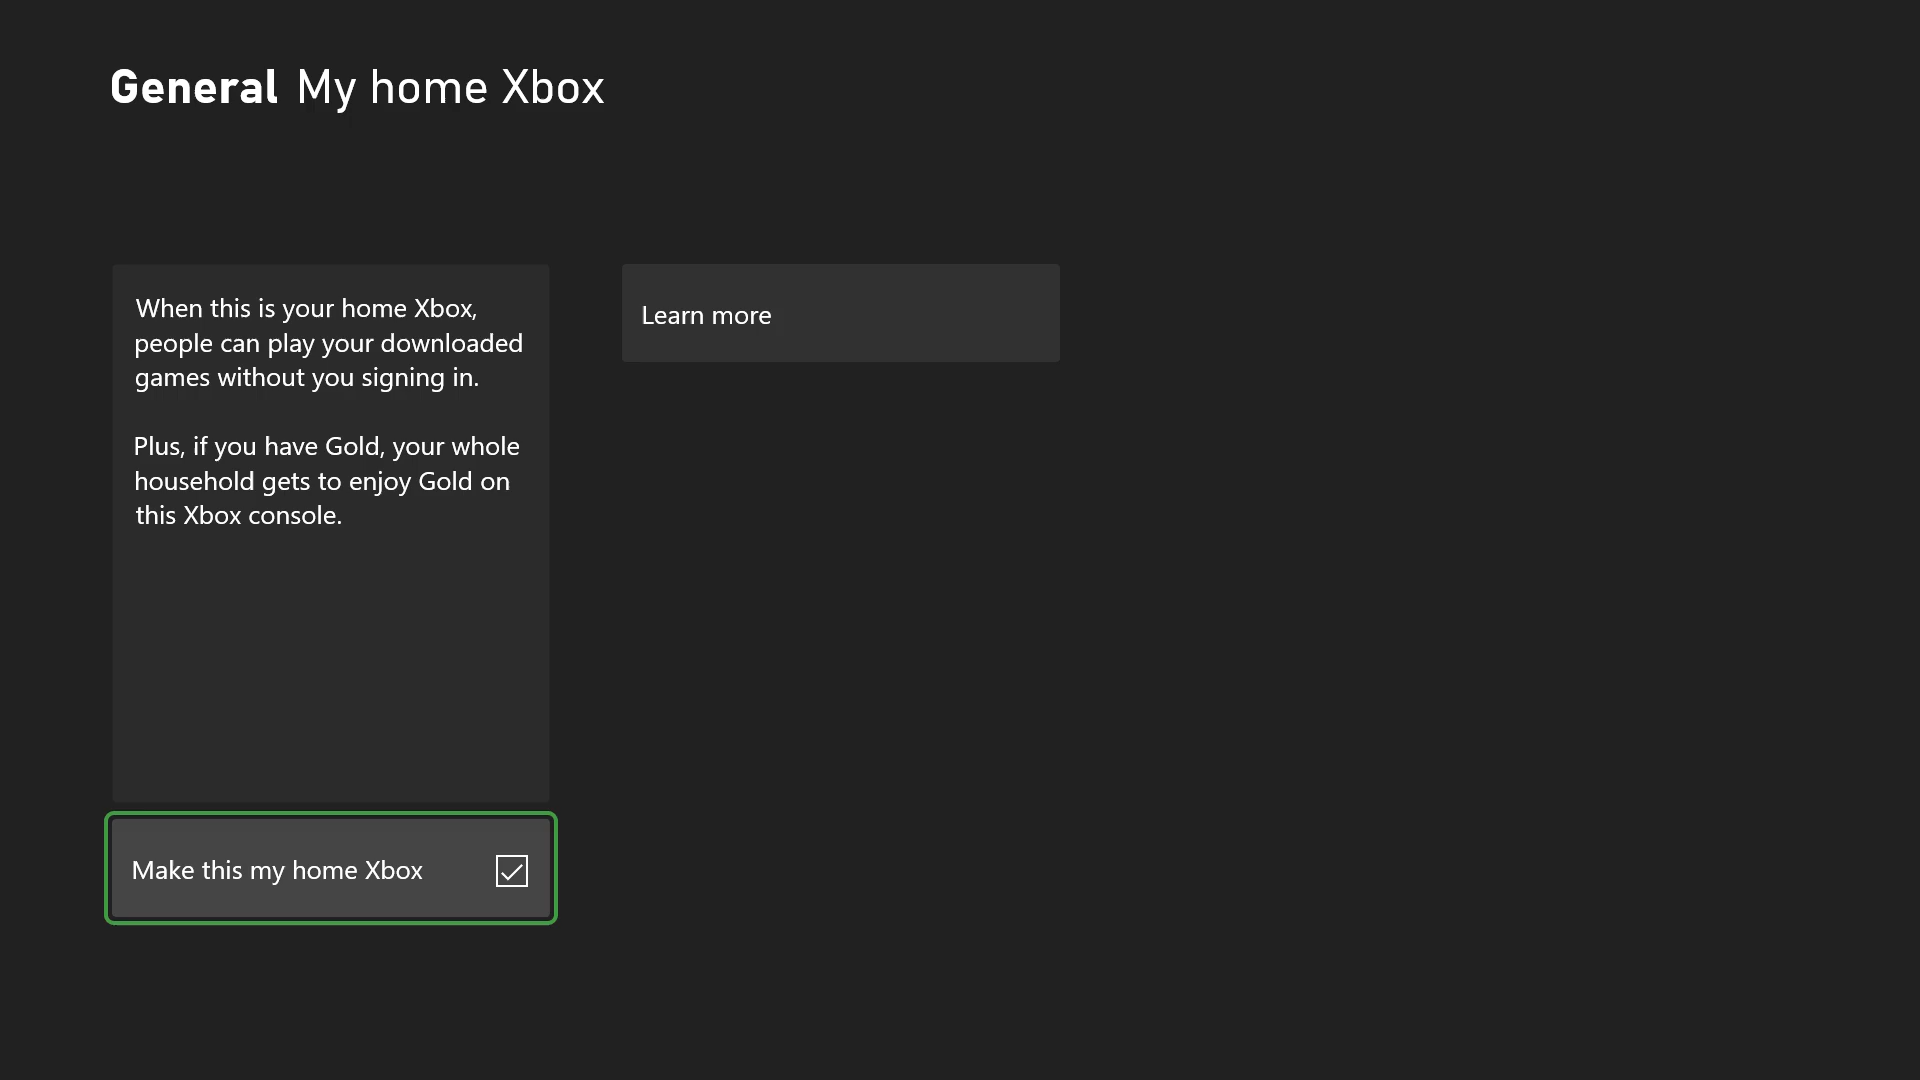 General My home Xbox
When this is your home Xbox,
people can play your downloaded
games without you signing in.
Plus, if you have Gold, your whole
household gets to enjoy Gold on
this Xbox console.
Make this my home Xbox
Learn more